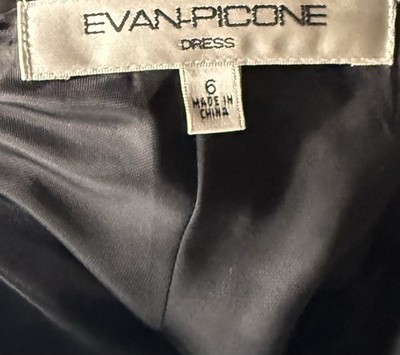 EVAN-PICONE
DRESS
6
MADE IN
CHINA